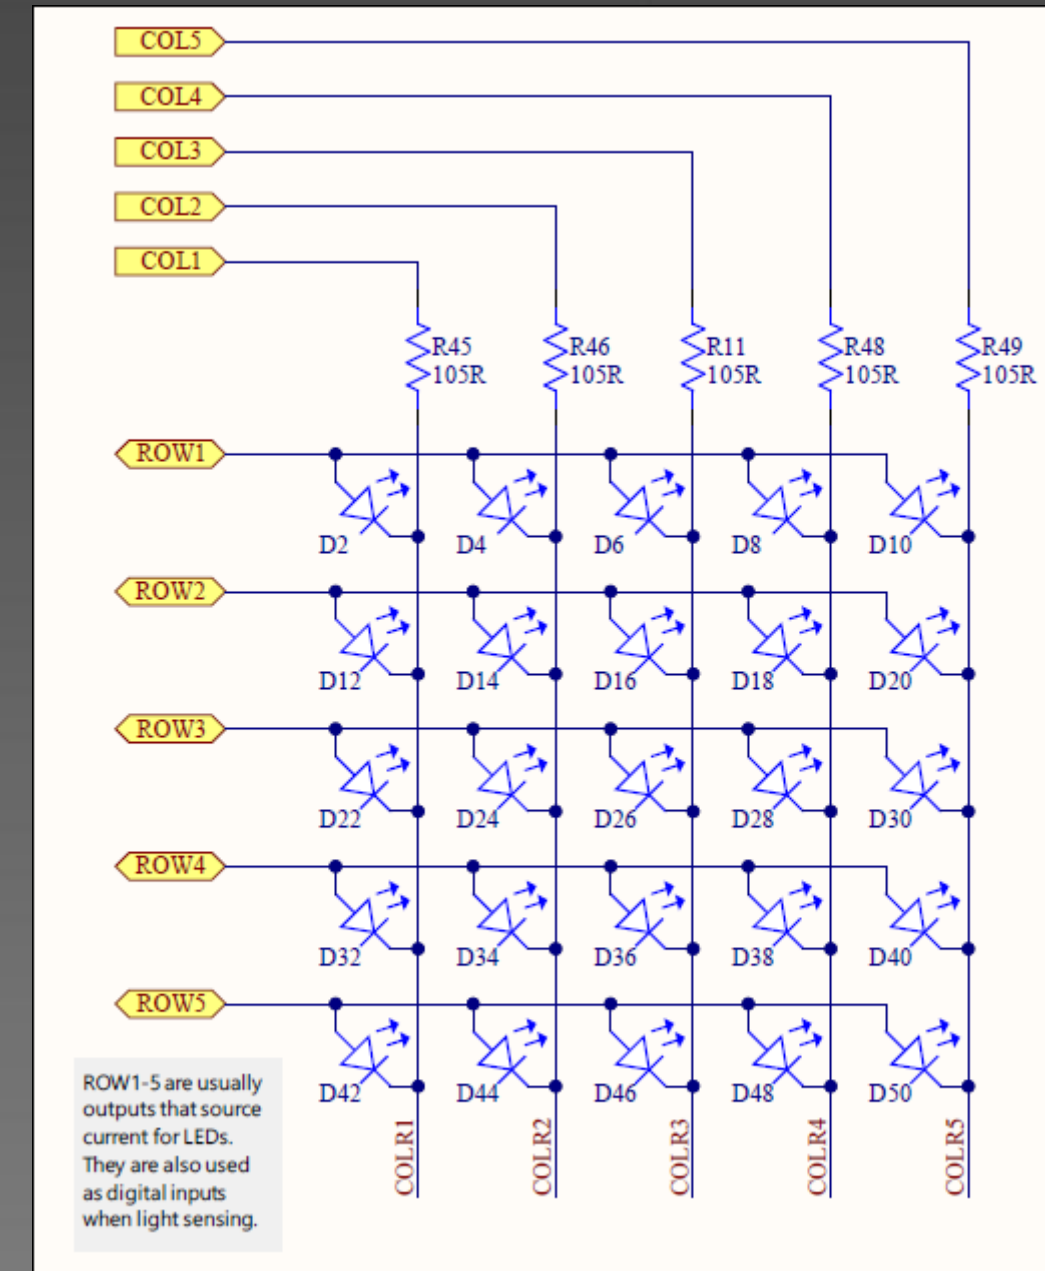 COL5
COL4
COL3
COL2
COL1
R45
105R
R46
105R
R11
105R
R48
105R
R49
105R
ROW1
D2
D4
D6
D8
D10
ROW2
D12
D14
D16
D18
D20
ROW3
D22
D24
D26
D28
D30
ROW4
D32
D34
D36
D38
D40
ROW5
D42
D44
D46
D48
D50
ROW1-5 are usually
outputs that source
current for LEDs.
They are also used
as digital inputs
when light sensing.
COLR1
COLR2
COLR3
COLR4
COLR5